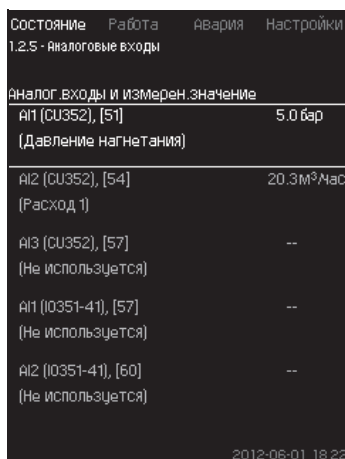 Состояние Работа Авария Настройки
1.2.5 - Аналоговые входы
Аналог.входы и измерен.значение
AI1 (CU352), [51] 5.0 бар
(Давление нагнетания)
AI2 (CU352), [54] 20.3м³/час
(Расход 1)
AI3 (CU352), [57] --
(Не используется)
AI1 (IO351-41), [57] --
(Не используется)
AI2 (IO351-41), [60] --
(Не используется)
2012-06-01 18:22